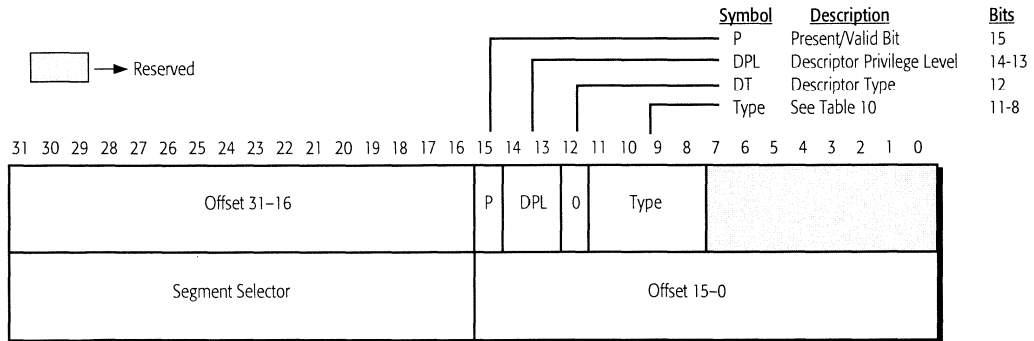 Symbol Description Bits
P Present/Valid Bit 15
DPL Descriptor Privilege Level 14-13
DT Descriptor Type 12
Type See Table 10 11-8
Reserved
31 30 29 28 27 26 25 24 23 22 21 20 19 18 17 16 15 14 13 12 11 10 9 8 7 6 5 4 3 2 1 0
Offset 31–16 P DPL 0 Type
Segment Selector Offset 15–0